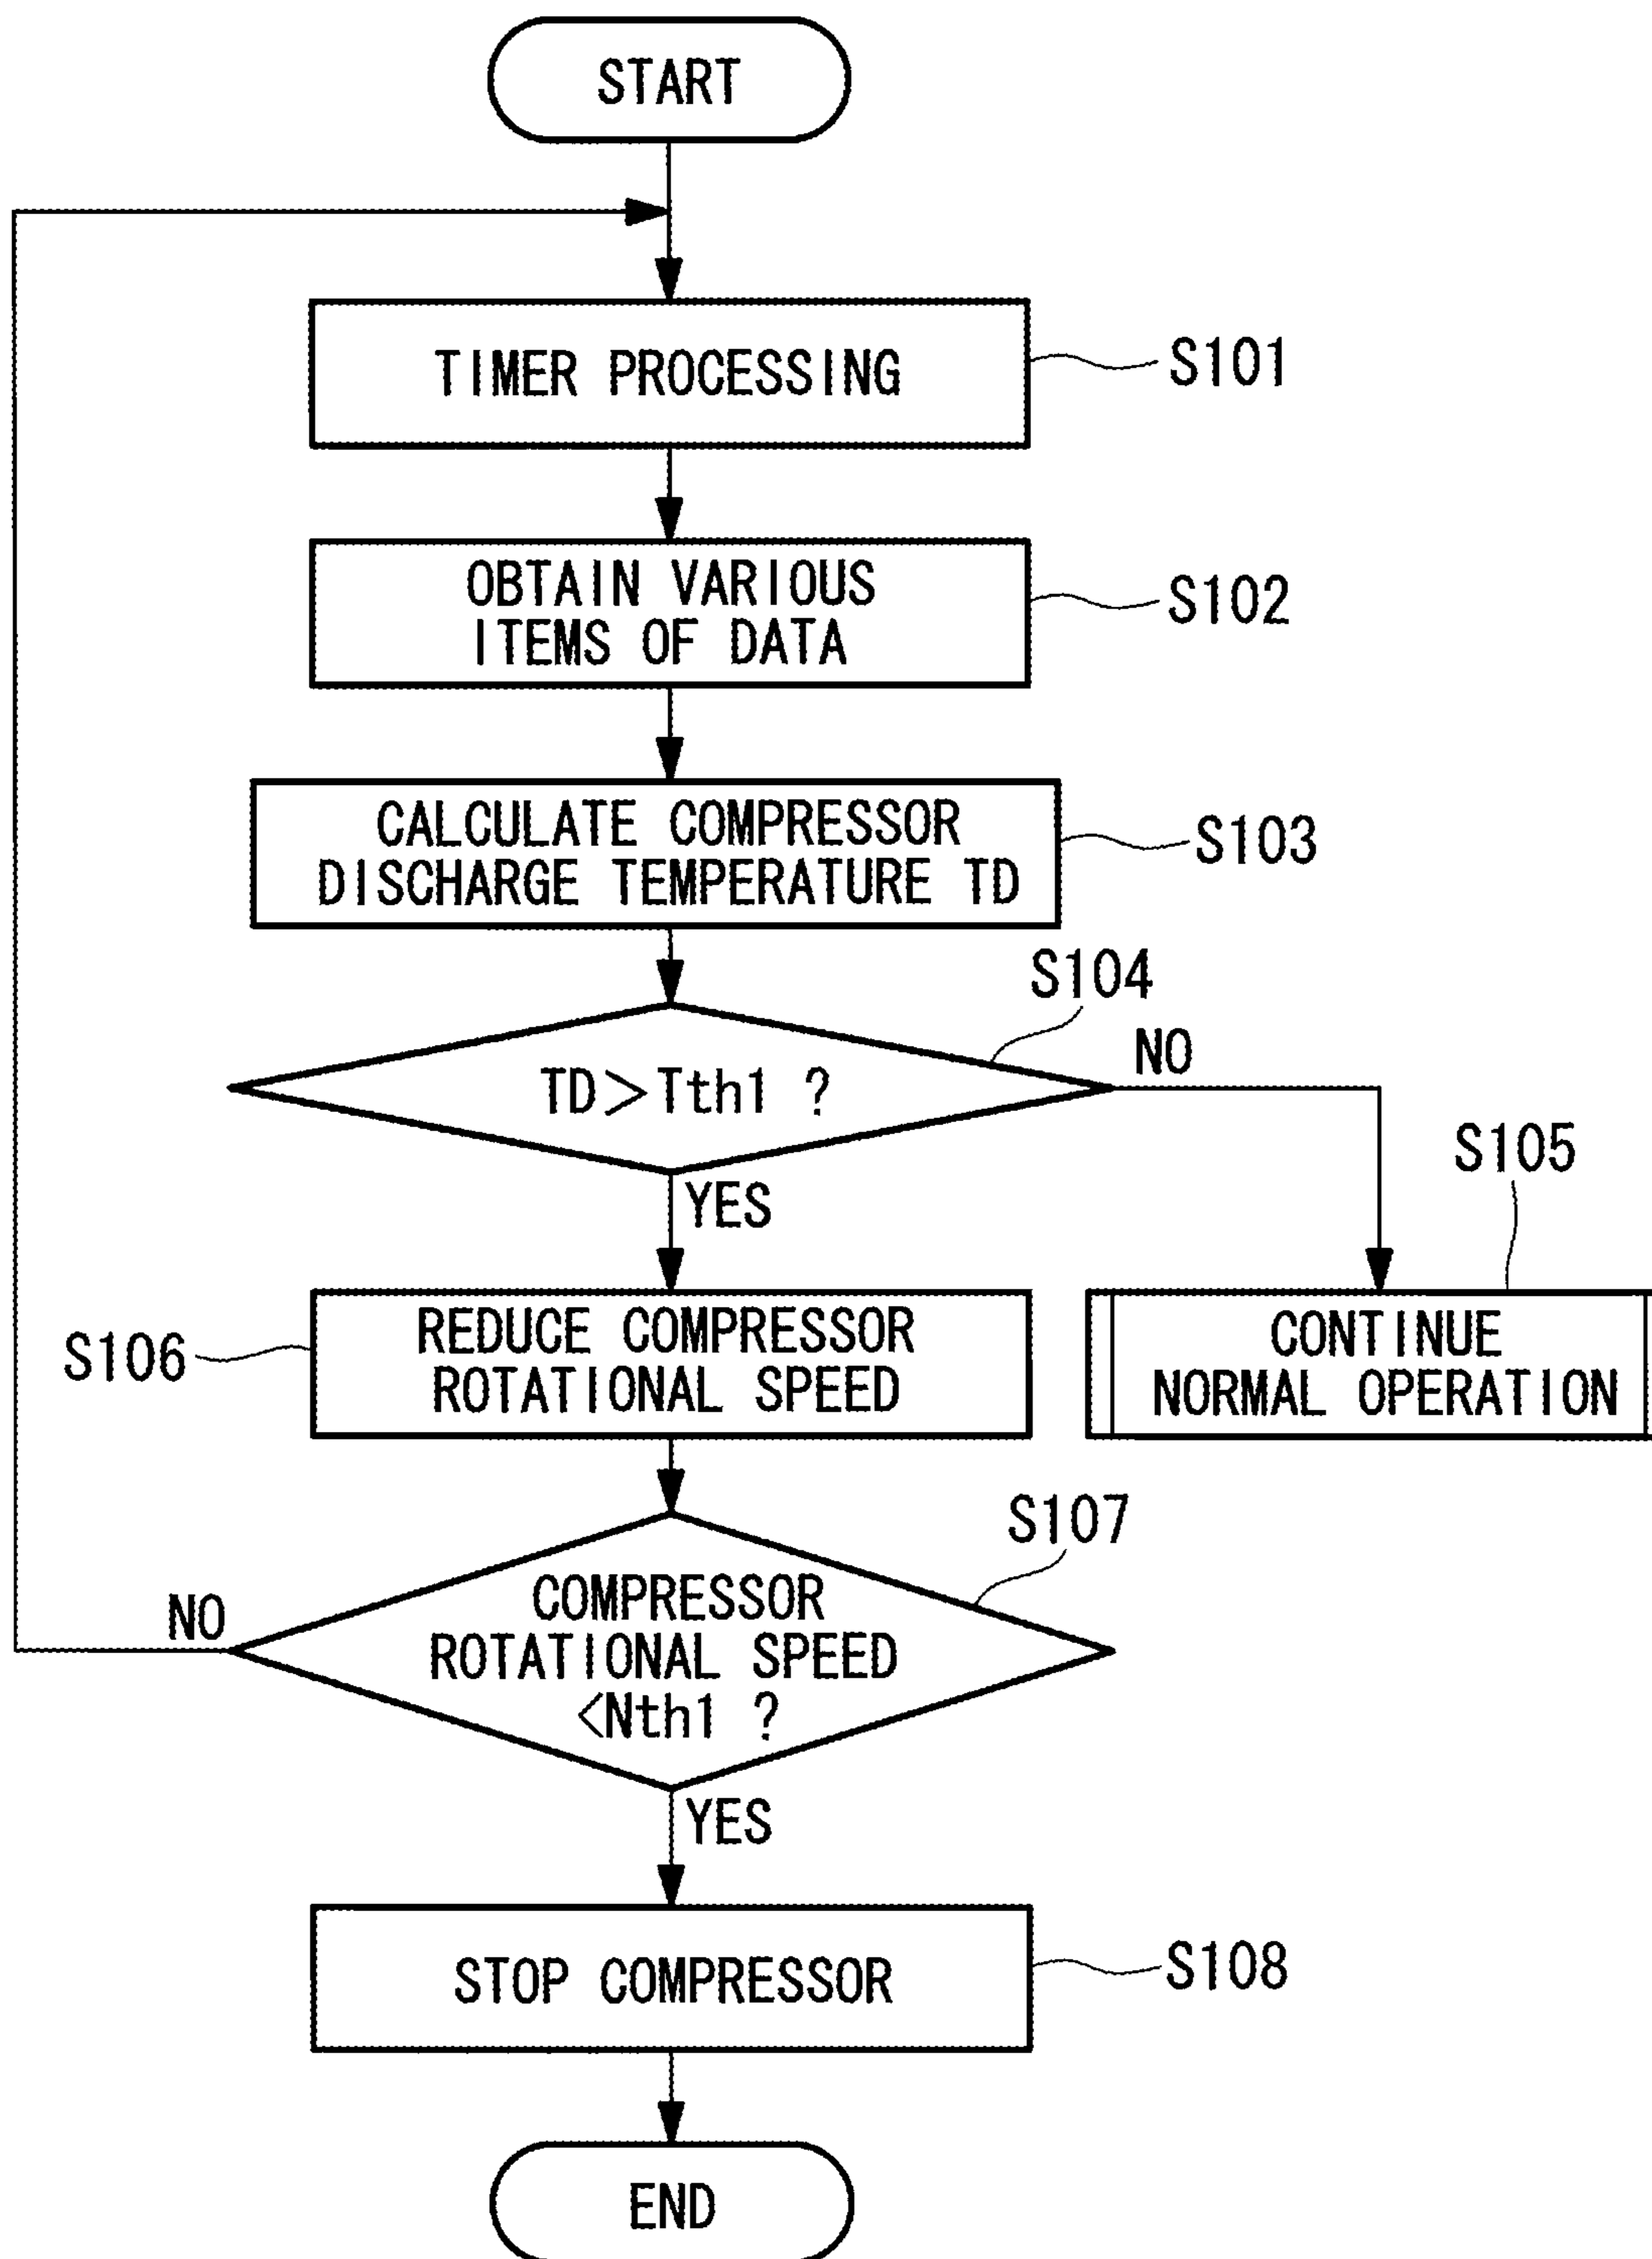 START
TIMER PROCESSING
S101
OBTAIN VARIOUS
ITEMS OF DATA
S102
CALCULATE COMPRESSOR
DISCHARGE TEMPERATURE TD
S103
S104
TD>Tth1 ?
NO
YES
S105
CONTINUE
NORMAL OPERATION
S106
REDUCE COMPRESSOR
ROTATIONAL SPEED
S107
COMPRESSOR
ROTATIONAL SPEED
<Nth1 ?
NO
YES
STOP COMPRESSOR
S108
END